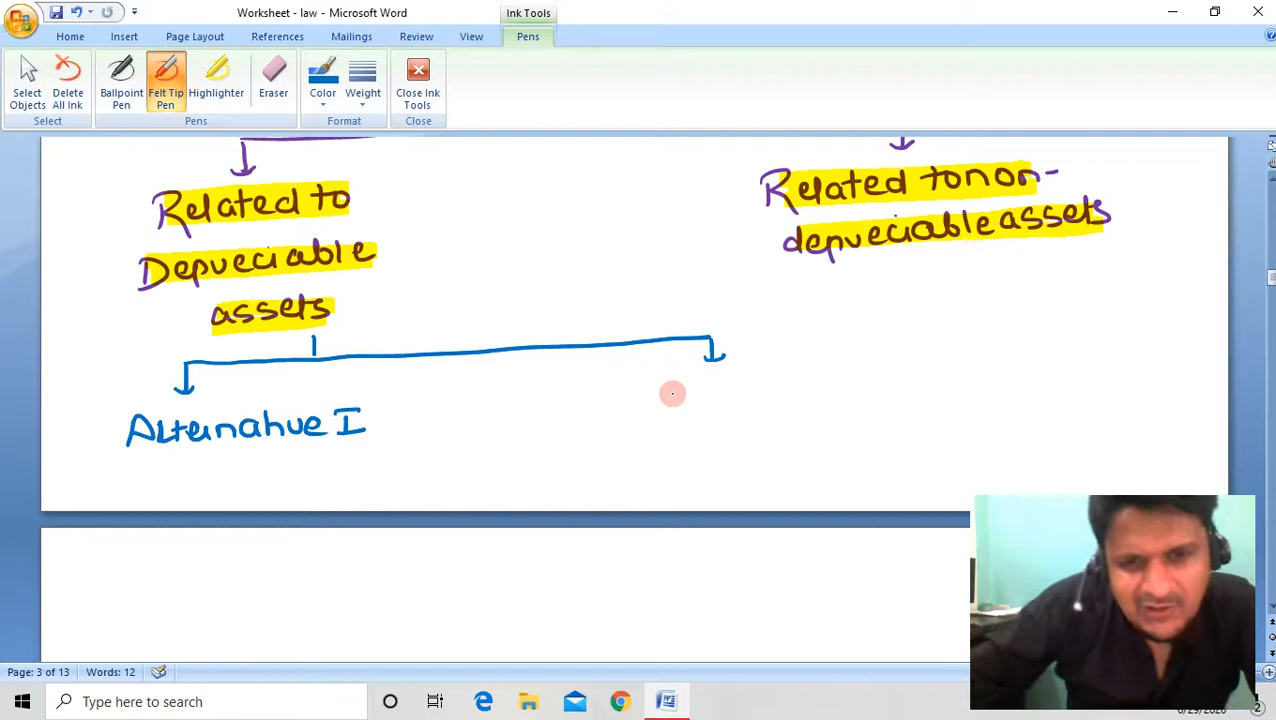 Worksheet - law - Microsoft Word
Ink Tools
Home Insert Page Layout References Mailings Review View Pens
Select Objects
Delete All Ink
Ballpoint Pen
Felt Tip Pen
Highlighter
Eraser
Color
Weight
Close Ink Tools
Select Pens Format Close
Related to
Depreciable
assets
Related to non-
depreciable assets
Alternative I
Page: 3 of 13 Words: 12
Type here to search
2